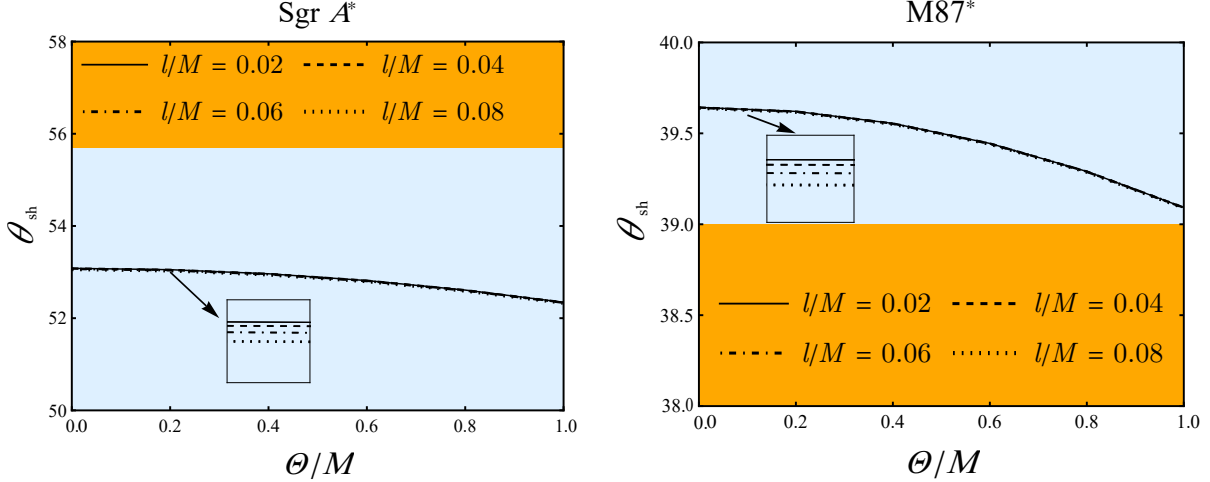 Sgr A*
58
56
54
52
50
θsh
l/M = 0.02
l/M = 0.04
l/M = 0.06
l/M = 0.08
0.0 0.2 0.4 0.6 0.8 1.0
Θ/M
M87*
40.0
39.5
39.0
38.5
38.0
θsh
l/M = 0.02
l/M = 0.04
l/M = 0.06
l/M = 0.08
0.0 0.2 0.4 0.6 0.8 1.0
Θ/M